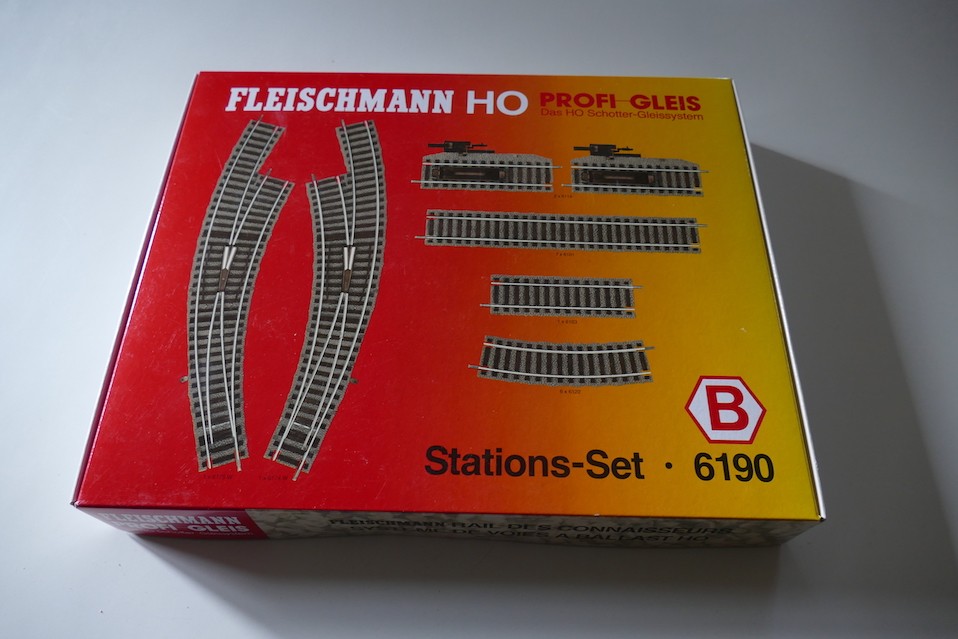 FLEISCHMANN HO PROFI-GLEIS
Das HO Schotter-Gleissystem
B
Stations-Set · 6190
FLEISCHMANN
PROFI GLEIS
FLEISCHMANN RAIL DES CONNAISSEURS
SYSTEME DE VOIES A BALLAST HO